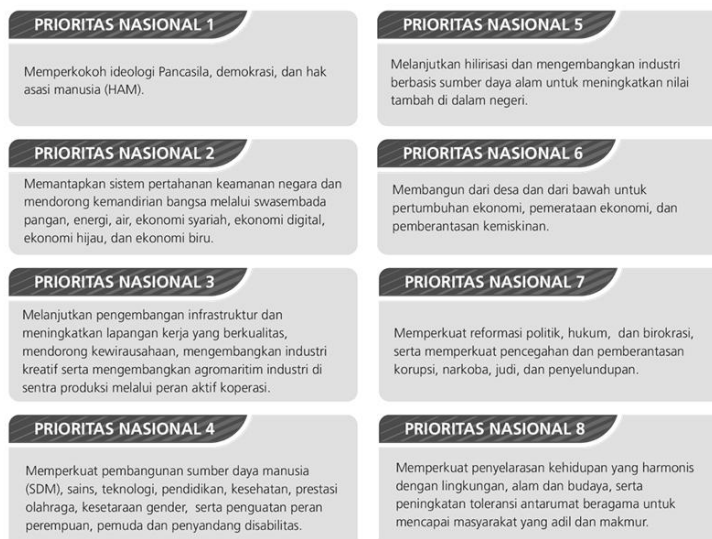 PRIORITAS NASIONAL 1
Memperkokoh ideologi Pancasila, demokrasi, dan hak
asasi manusia (HAM).
PRIORITAS NASIONAL 2
Memantapkan sistem pertahanan keamanan negara dan
mendorong kemandirian bangsa melalui swasembada
pangan, energi, air, ekonomi syariah, ekonomi digital,
ekonomi hijau, dan ekonomi biru.
PRIORITAS NASIONAL 3
Melanjutkan pengembangan infrastruktur dan
meningkatkan lapangan kerja yang berkualitas,
mendorong kewirausahaan, mengembangkan industri
kreatif serta mengembangkan agromaritim industri di
sentra produksi melalui peran aktif koperasi.
PRIORITAS NASIONAL 4
Memperkuat pembangunan sumber daya manusia
(SDM), sains, teknologi, pendidikan, kesehatan, prestasi
olahraga, kesetaraan gender, serta penguatan peran
perempuan, pemuda dan penyandang disabilitas.
PRIORITAS NASIONAL 5
Melanjutkan hilirisasi dan mengembangkan industri
berbasis sumber daya alam untuk meningkatkan nilai
tambah di dalam negeri.
PRIORITAS NASIONAL 6
Membangun dari desa dan dari bawah untuk
pertumbuhan ekonomi, pemerataan ekonomi, dan
pemberantasan kemiskinan.
PRIORITAS NASIONAL 7
Memperkuat reformasi politik, hukum, dan birokrasi,
serta memperkuat pencegahan dan pemberantasan
korupsi, narkoba, judi, dan penyelundupan.
PRIORITAS NASIONAL 8
Memperkuat penyelarasan kehidupan yang harmonis
dengan lingkungan, alam dan budaya, serta
peningkatan toleransi antarumat beragama untuk
mencapai masyarakat yang adil dan makmur.